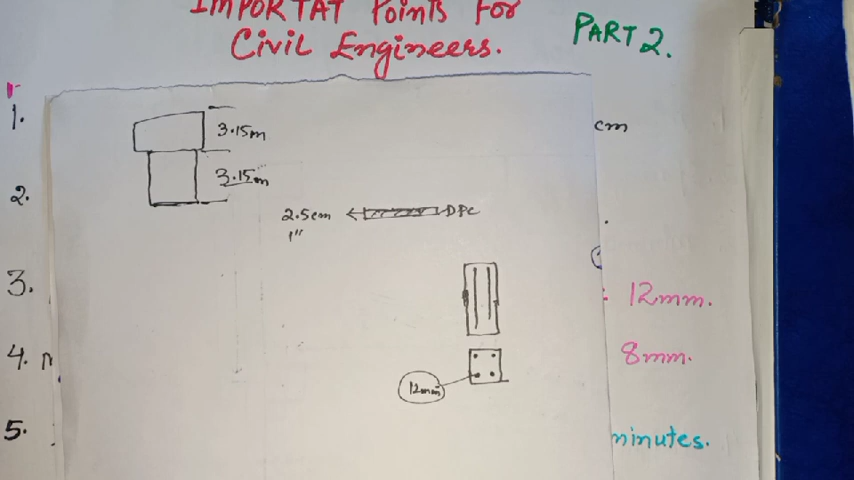 IMPORTAT Points For
Civil Engineers.
PART 2.
1.
3.15m
cm
2.
3.15m
2.5cm
DPC
1"
3.
12mm.
4.
8mm.
12mm
5.
minutes.